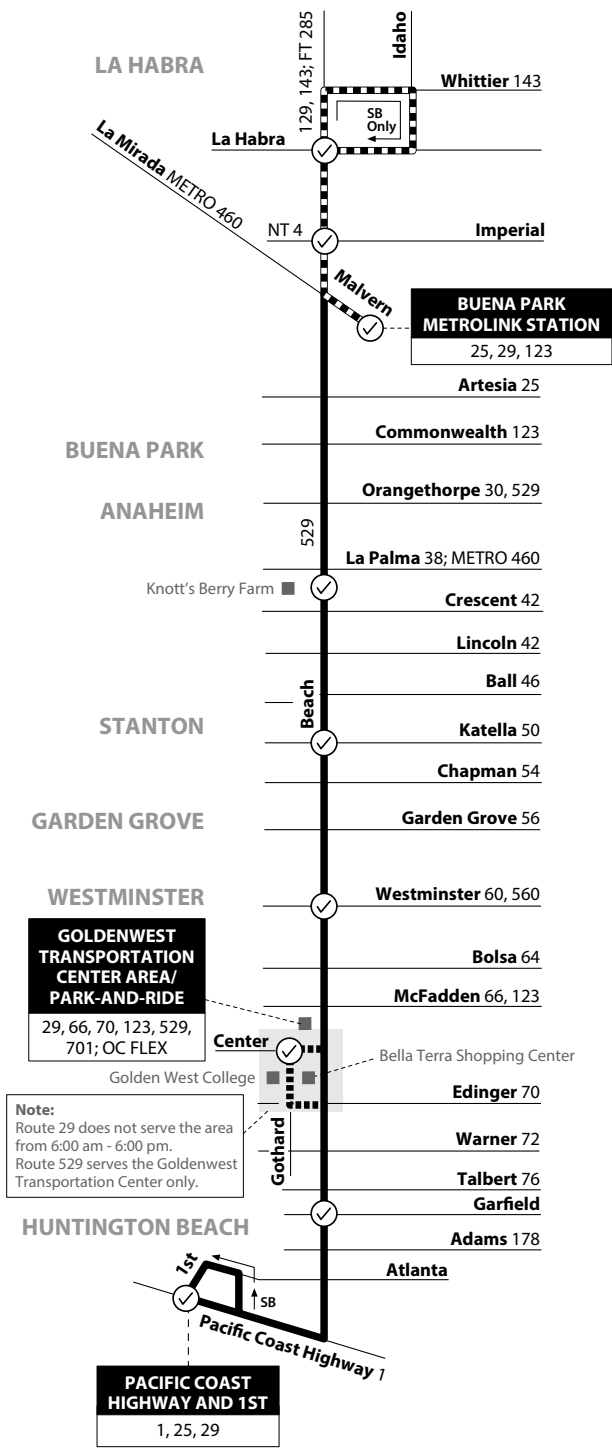 LA HABRA
129, 143; FT 285
Idaho
Whittier 143
SB
Only
La Habra
La Mirada METRO 460
NT 4
Imperial
Malvern
BUENA PARK
METROLINK STATION
25, 29, 123
Artesia 25
Commonwealth 123
BUENA PARK
Orangethorpe 30, 529
ANAHEIM
529
La Palma 38; METRO 460
Knott's Berry Farm
Crescent 42
Lincoln 42
Ball 46
Beach
STANTON
Katella 50
Chapman 54
GARDEN GROVE
Garden Grove 56
WESTMINSTER
Westminster 60, 560
GOLDENWEST
TRANSPORTATION
CENTER AREA/
PARK-AND-RIDE
29, 66, 70, 123, 529,
701; OC FLEX
Bolsa 64
McFadden 66, 123
Center
Bella Terra Shopping Center
Golden West College
Edinger 70
Note:
Route 29 does not serve the area
from 6:00 am - 6:00 pm.
Route 529 serves the Goldenwest
Transportation Center only.
Gothard
Warner 72
Talbert 76
Garfield
HUNTINGTON BEACH
Adams 178
1st
Atlanta
SB
Pacific Coast Highway 1
PACIFIC COAST
HIGHWAY AND 1ST
1, 25, 29